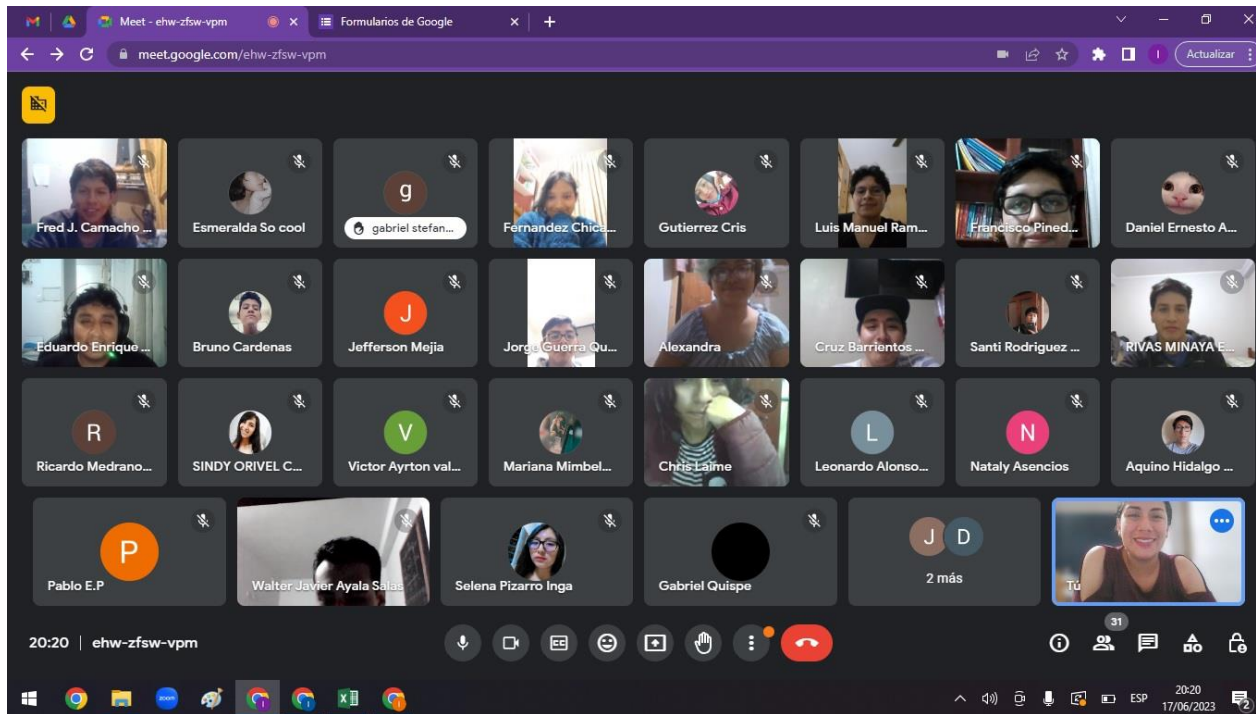 Meet - ehw-zfsw-vpm
Formularios de Google
meet.google.com/ehw-zfsw-vpm
I
Actualizar
Fred J. Camacho ...
Esmeralda So cool
g
gabriel stefan...
Fernandez Chica...
Gutierrez Cris
Luis Manuel Ram...
Francisco Pined...
Daniel Ernesto A...
Eduardo Enrique ...
Bruno Cardenas
J
Jefferson Mejia
Jorge Guerra Qu...
Alexandra
Cruz Barrientos ...
Santi Rodriguez ...
RIVAS MINAYA E...
R
Ricardo Medrano...
SINDY ORIVEL C...
V
Victor Ayrton val...
Mariana Mimbel...
Chris Laime
L
Leonardo Alonso...
N
Nataly Asencios
Aquino Hidalgo ...
P
Pablo E.P
Walter Javier Ayala Salas
Selena Pizarro Inga
Gabriel Quispe
J D
2 más
Tú
20:20 | ehw-zfsw-vpm
31
zoom
ESP
20:20
17/06/2023
2